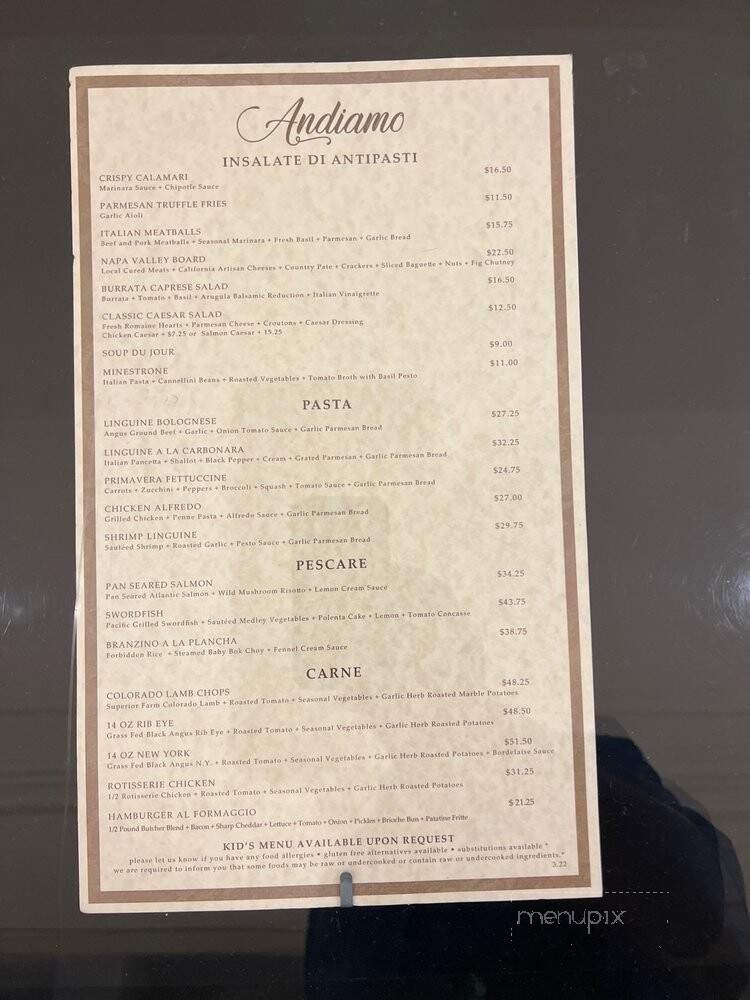 Andiamo
INSALATE DI ANTIPASTI
CRISPY CALAMARI $16.50
Marinara Sauce + Chipotle Sauce
PARMESAN TRUFFLE FRIES $11.50
Garlic Aioli
ITALIAN MEATBALLS $15.75
Beef and Pork Meatballs + Seasonal Marinara + Fresh Basil + Parmesan + Garlic Bread
NAPA VALLEY BOARD $22.50
Local Cured Meats + California Artisan Cheeses + Country Pate + Crackers + Sliced Baguette + Nuts + Fig Chutney
BURRATA CAPRESE SALAD $16.50
Burrata + Tomato + Basil + Arugula Balsamic Reduction + Italian Vinaigrette
CLASSIC CAESAR SALAD $12.50
Fresh Romaine Hearts + Parmesan Cheese + Croutons + Caesar Dressing
Chicken Caesar + $7.25 or Salmon Caesar + 15.25
SOUP DU JOUR $9.00
MINESTRONE $11.00
Italian Pasta + Cannellini Beans + Roasted Vegetables + Tomato Broth with Basil Pesto
PASTA
LINGUINE BOLOGNESE $27.25
Angus Ground Beef + Garlic + Onion Tomato Sauce + Garlic Parmesan Bread
LINGUINE A LA CARBONARA $32.25
Italian Pancetta + Shallot + Black Pepper + Cream + Grated Parmesan + Garlic Parmesan Bread
PRIMAVERA FETTUCCINE $24.75
Carrots + Zucchini + Peppers + Broccoli + Squash + Tomato Sauce + Garlic Parmesan Bread
CHICKEN ALFREDO $27.00
Grilled Chicken + Penne Pasta + Alfredo Sauce + Garlic Parmesan Bread
SHRIMP LINGUINE $29.75
Sautéed Shrimp + Roasted Garlic + Pesto Sauce + Garlic Parmesan Bread
PESCARE
PAN SEARED SALMON $34.25
Pan Seared Atlantic Salmon + Wild Mushroom Risotto + Lemon Cream Sauce
SWORDFISH $43.75
Pacific Grilled Swordfish + Sautéed Medley Vegetables + Polenta Cake + Lemon + Tomato Concasse
BRANZINO A LA PLANCHA $38.75
Forbidden Rice + Steamed Baby Bok Choy + Fennel Cream Sauce
CARNE
COLORADO LAMB CHOPS $48.25
Superior Farm Colorado Lamb + Roasted Tomato + Seasonal Vegetables + Garlic Herb Roasted Marble Potatoes
14 OZ RIB EYE $48.50
Grass Fed Black Angus Rib Eye + Roasted Tomato + Seasonal Vegetables + Garlic Herb Roasted Potatoes
14 OZ NEW YORK $51.50
Grass Fed Black Angus N.Y. + Roasted Tomato + Seasonal Vegetables + Garlic Herb Roasted Potatoes + Bordelaise Sauce
ROTISSERIE CHICKEN $31.25
1/2 Rotisserie Chicken + Roasted Tomato + Seasonal Vegetables + Garlic Herb Roasted Potatoes
HAMBURGER AL FORMAGGIO $21.25
1/2 Pound Butcher Blend + Bacon + Sharp Cheddar + Lettuce + Tomato + Onion + Pickles + Brioche Bun + Patatine Fritte
KID'S MENU AVAILABLE UPON REQUEST
please let us know if you have any food allergies • gluten free alternatives available • substitutions available *
we are required to inform you that some foods may be raw or undercooked or contain raw or undercooked ingredients.*
3.22
menupix